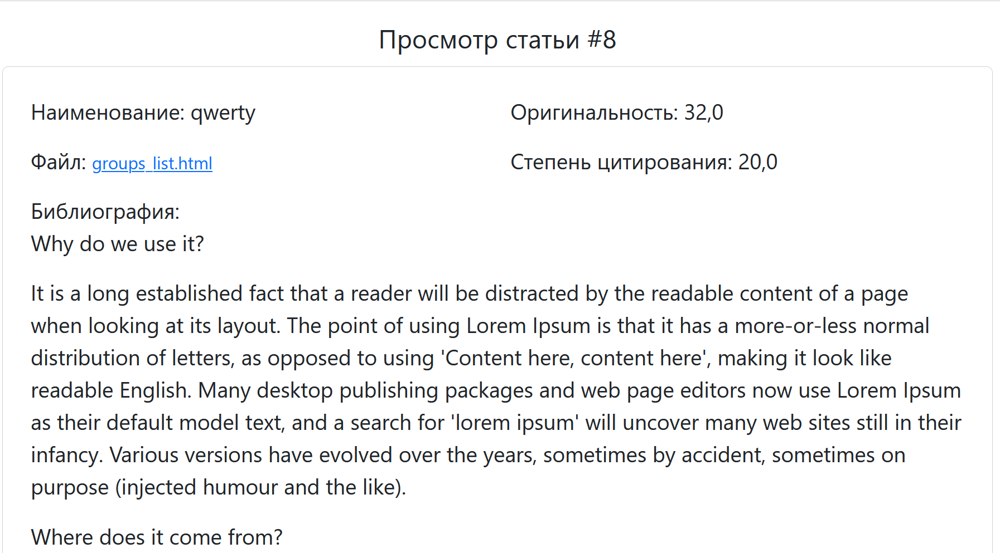 Просмотр статьи #8
Наименование: qwerty
Оригинальность: 32,0
Файл: groups_list.html
Степень цитирования: 20,0
Библиография:
Why do we use it?
It is a long established fact that a reader will be distracted by the readable content of a page
when looking at its layout. The point of using Lorem Ipsum is that it has a more-or-less normal
distribution of letters, as opposed to using 'Content here, content here', making it look like
readable English. Many desktop publishing packages and web page editors now use Lorem Ipsum
as their default model text, and a search for 'lorem ipsum' will uncover many web sites still in their
infancy. Various versions have evolved over the years, sometimes by accident, sometimes on
purpose (injected humour and the like).
Where does it come from?